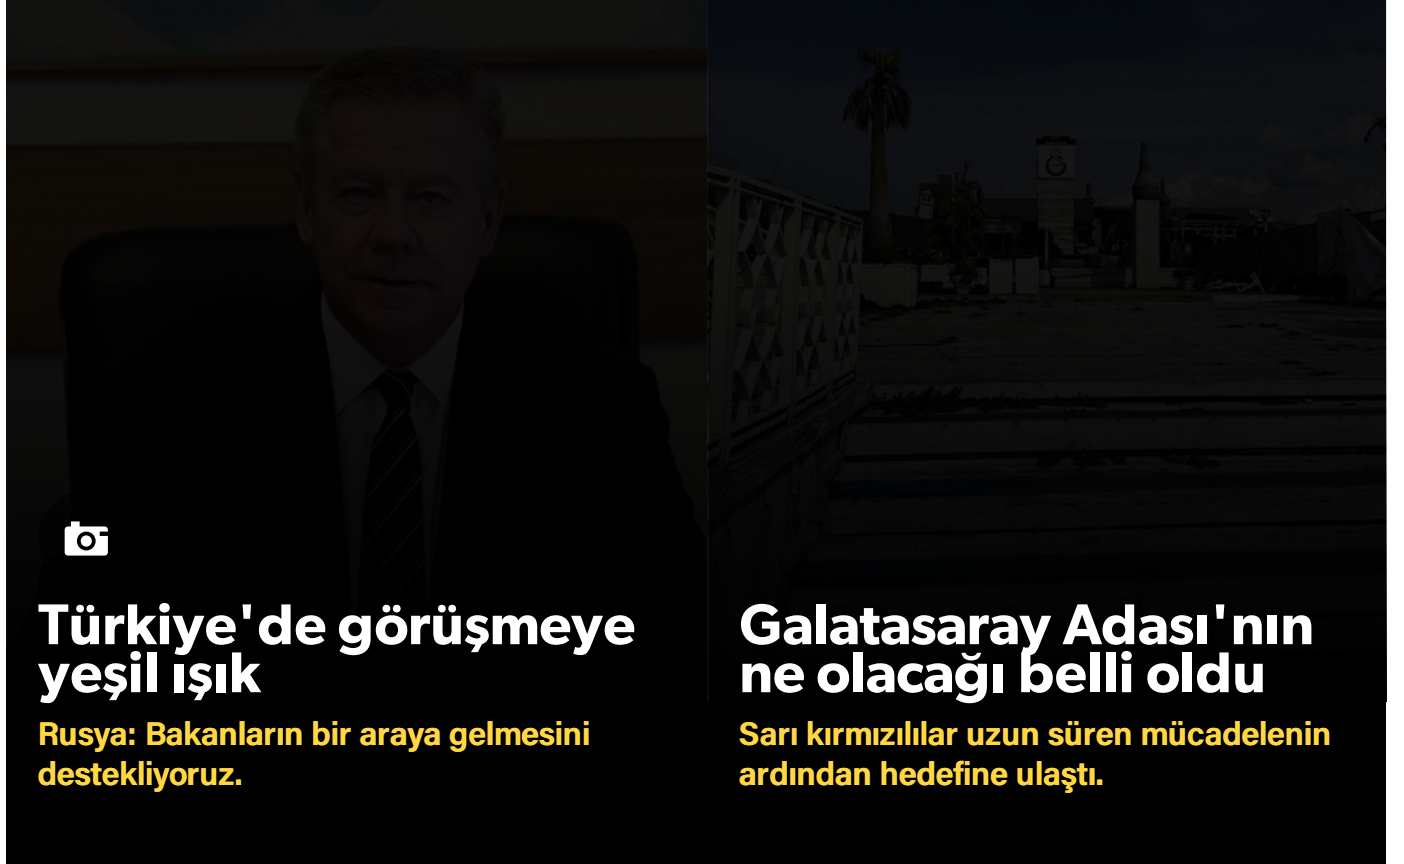 Türkiye'de görüşmeye
yeşil ışık
Rusya: Bakanların bir araya gelmesini
destekliyoruz.
Galatasaray Adası'nın
ne olacağı belli oldu
Sarı kırmızılılar uzun süren mücadelenin
ardından hedefine ulaştı.